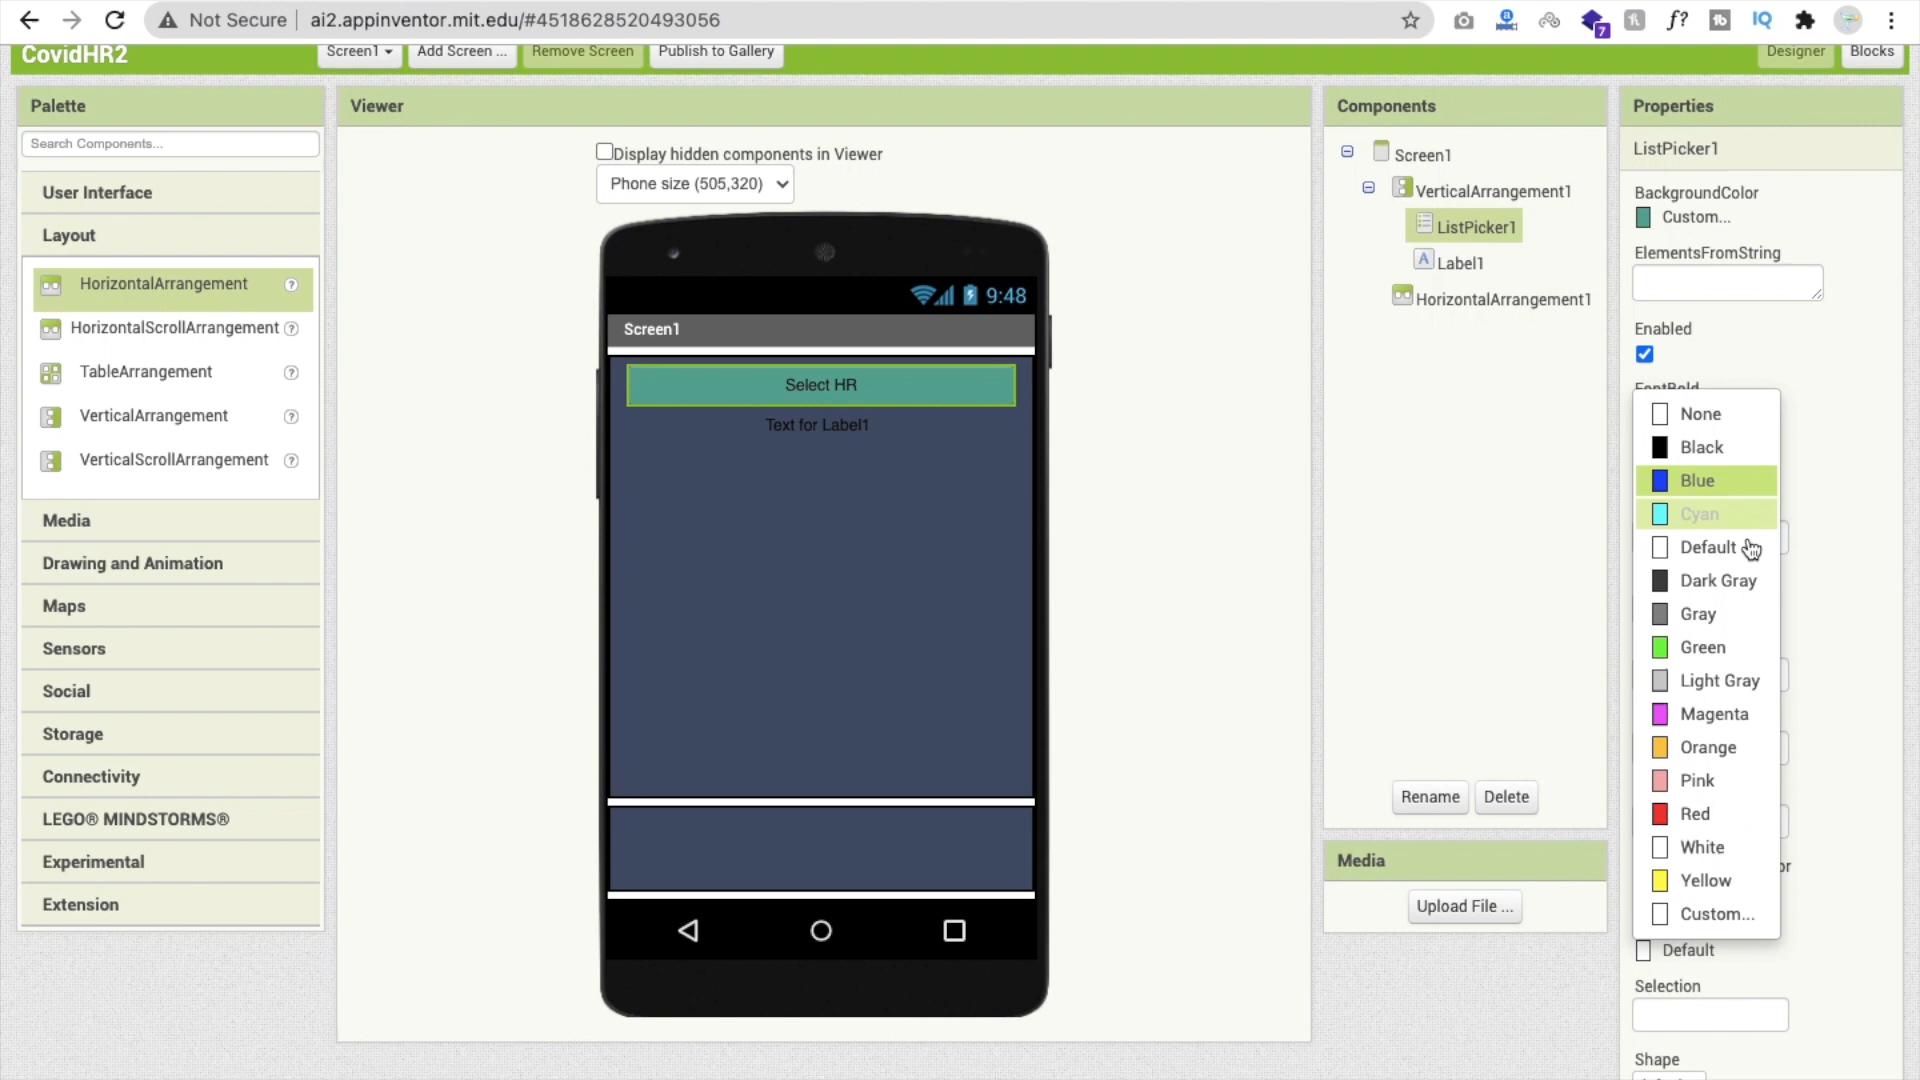 Not Secure
ai2.appinventor.mit.edu/#4518628520493056
7
f?
IQ
CovidHR2
Screen1
Add Screen ...
Remove Screen
Publish to Gallery
Designer
Blocks
Palette
Search Components...
User Interface
Layout
HorizontalArrangement
HorizontalScrollArrangement
TableArrangement
VerticalArrangement
VerticalScrollArrangement
Media
Drawing and Animation
Maps
Sensors
Social
Storage
Connectivity
LEGO® MINDSTORMS®
Experimental
Extension
Viewer
Display hidden components in Viewer
Phone size (505,320)
9:48
Screen1
Select HR
Text for Label1
Components
Screen1
VerticalArrangement1
ListPicker1
A Label1
HorizontalArrangement1
Rename
Delete
Media
Upload File ...
Properties
ListPicker1
BackgroundColor
Custom...
ElementsFromString
Enabled
FontBold
None
Black
Blue
Cyan
Default
Dark Gray
Gray
Green
Light Gray
Magenta
Orange
Pink
Red
White
Yellow
Custom...
or
Default
Selection
Shape